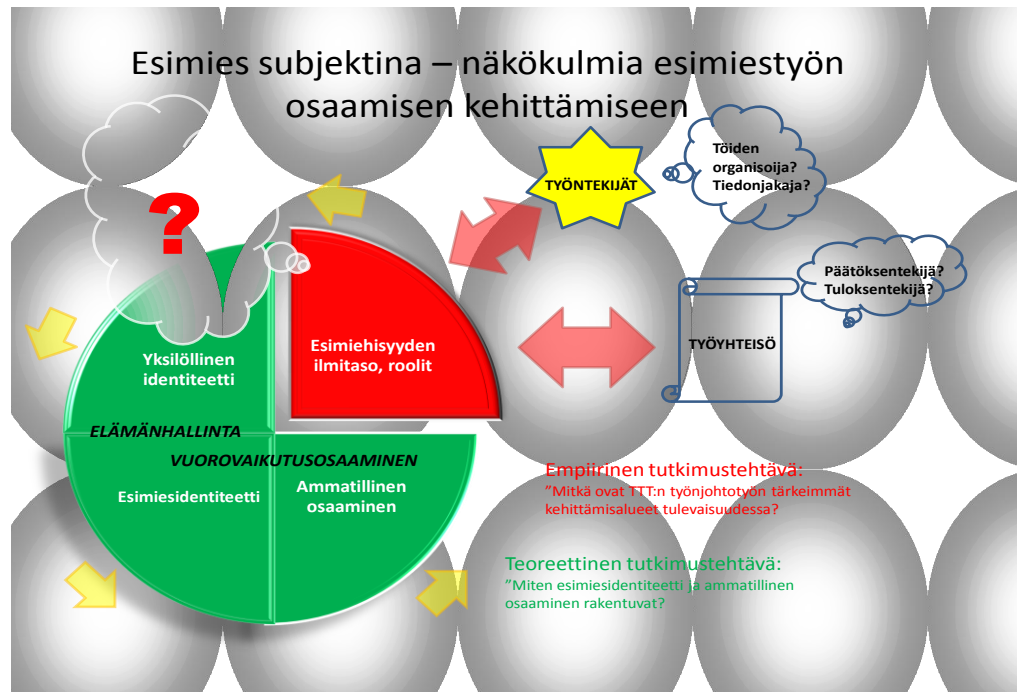 Esimies subjektina – näkökulmia esimiestyön
osaamisen kehittämiseen
Töiden
organisoija?
Tiedonjakaja?
TYÖNTEKIJÄT
?
Päätöksentekijä?
Tuloksentekijä?
Esimiehisyyden
ilmitaso, roolit
TYÖYHTEISÖ
Yksilöllinen
identiteetti
ELÄMÄNHALLINTA
VUOROVAIKUTUSOSAAMINEN
Esimiesidentiteetti
Ammatillinen
osaaminen
Empiirinen tutkimustehtävä:
”Mitkä ovat TTT:n työnjohtotyön tärkeimmät
kehittämisalueet tulevaisuudessa?
Teoreettinen tutkimustehtävä:
”Miten esimiesidentiteetti ja ammatillinen
osaaminen rakentuvat?